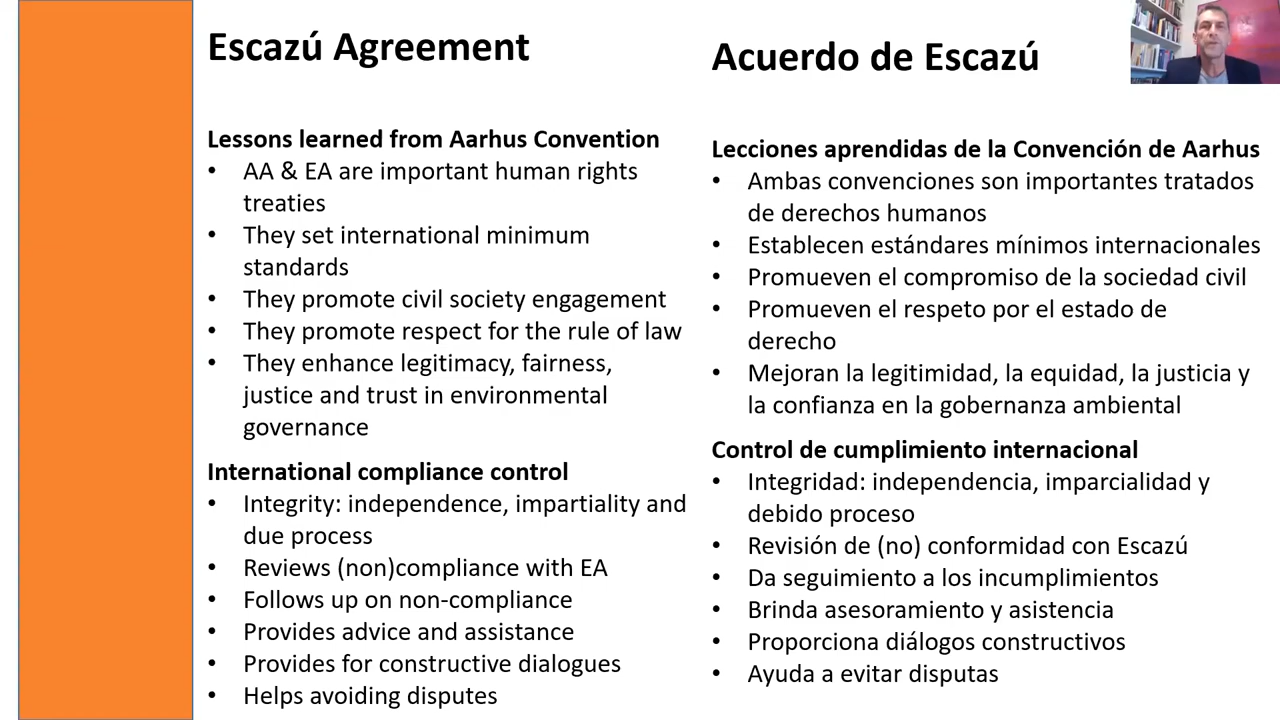 Escazú Agreement
Lessons learned from Aarhus Convention
• AA & EA are important human rights
treaties
• They set international minimum
standards
• They promote civil society engagement
• They promote respect for the rule of law
• They enhance legitimacy, fairness,
justice and trust in environmental
governance
International compliance control
• Integrity: independence, impartiality and
due process
• Reviews (non)compliance with EA
• Follows up on non-compliance
• Provides advice and assistance
• Provides for constructive dialogues
• Helps avoiding disputes
Acuerdo de Escazú
Lecciones aprendidas de la Convención de Aarhus
• Ambas convenciones son importantes tratados
de derechos humanos
• Establecen estándares mínimos internacionales
• Promueven el compromiso de la sociedad civil
• Promueven el respeto por el estado de
derecho
• Mejoran la legitimidad, la equidad, la justicia y
la confianza en la gobernanza ambiental
Control de cumplimiento internacional
• Integridad: independencia, imparcialidad y
debido proceso
• Revisión de (no) conformidad con Escazú
• Da seguimiento a los incumplimientos
• Brinda asesoramiento y asistencia
• Proporciona diálogos constructivos
• Ayuda a evitar disputas